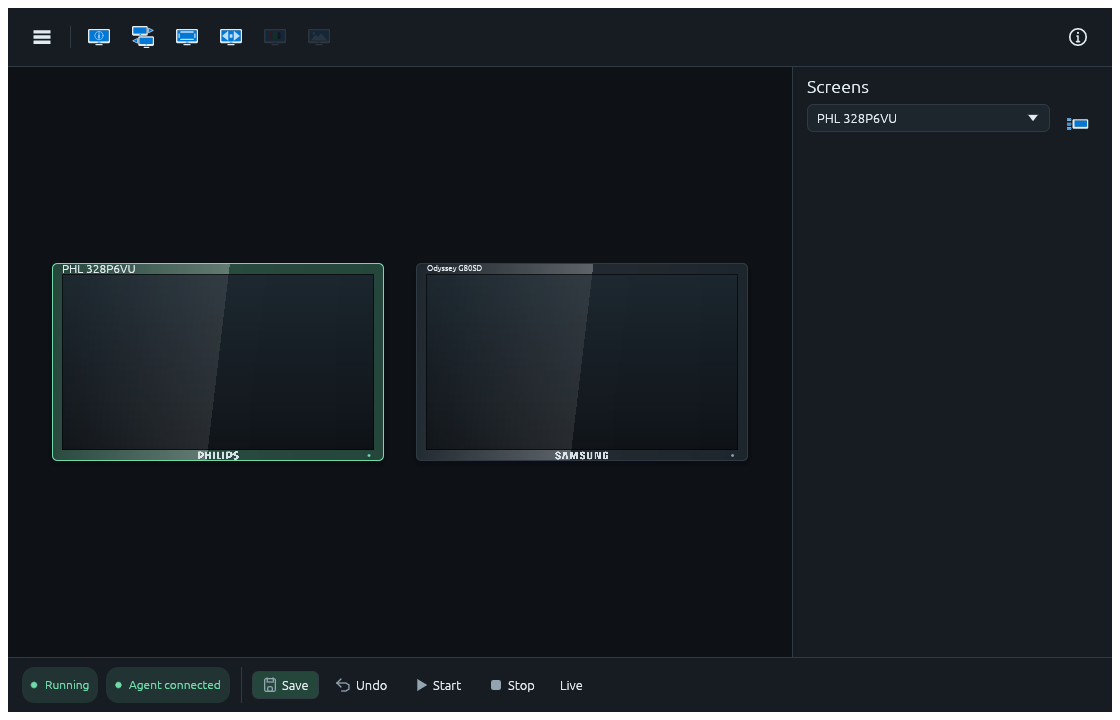 Screens
PHL 328P6VU
PHL 328P6VU
Odyssey G80SD
PHILIPS
SAMSUNG
Running
Agent connected
Save
Undo
Start
Stop
Live